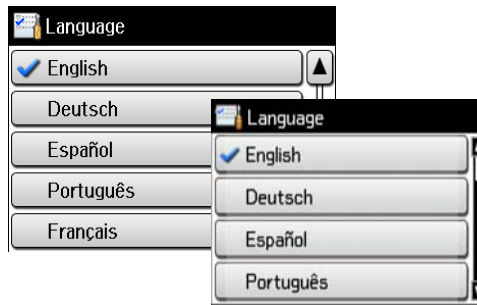 Language
English
Deutsch
Español
Português
Français
Language
English
Deutsch
Español
Português